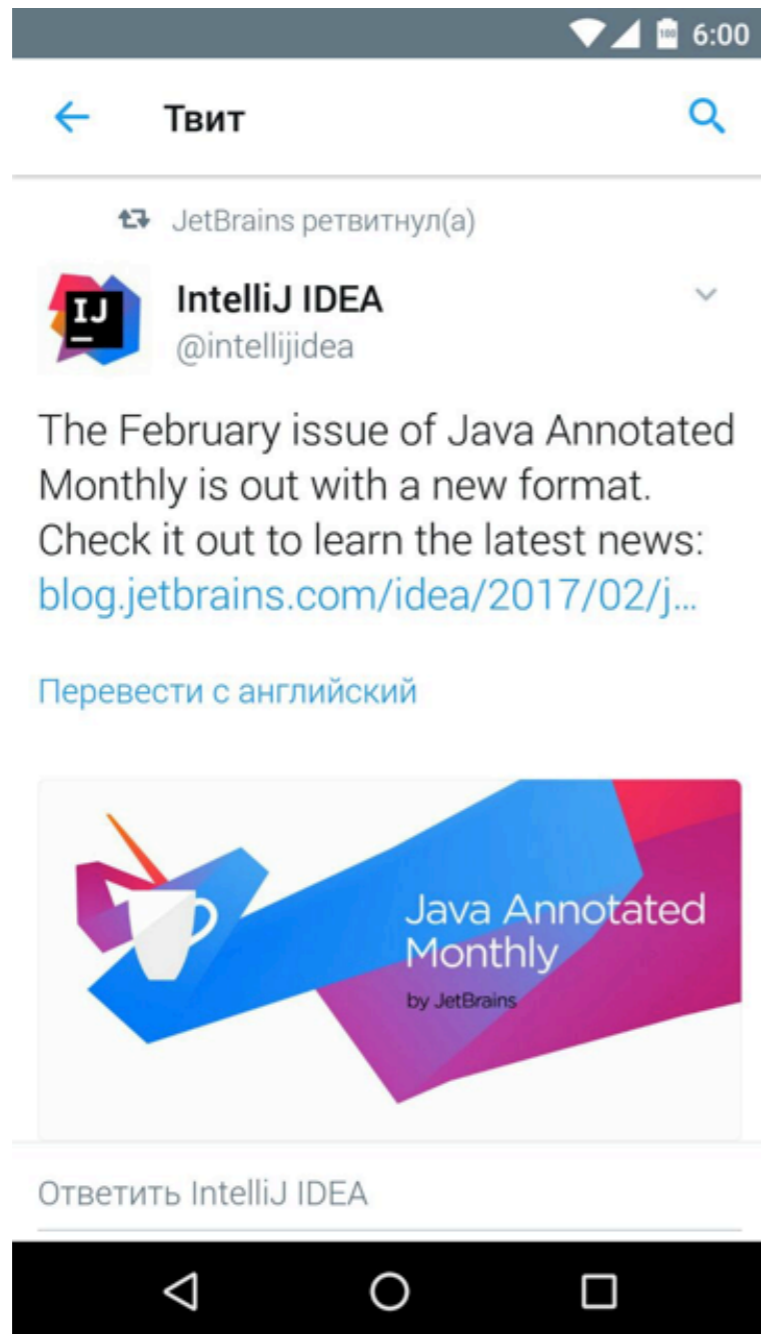 100 6:00
Твит
JetBrains ретвитнул(а)
IJ
IntelliJ IDEA
@intellijidea
The February issue of Java Annotated
Monthly is out with a new format.
Check it out to learn the latest news:
blog.jetbrains.com/idea/2017/02/j...
Перевести с английский
Java Annotated
Monthly
by JetBrains
Ответить IntelliJ IDEA